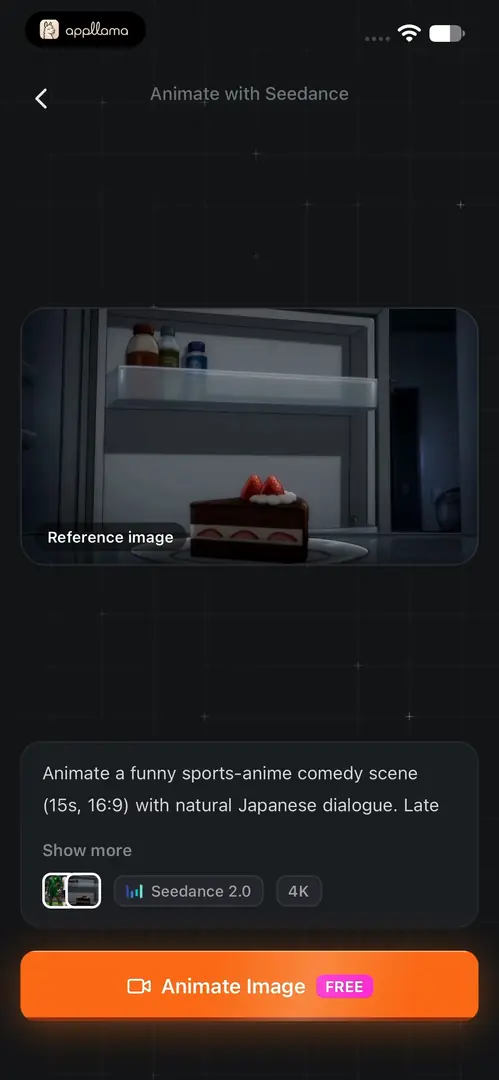 appllama
Animate with Seedance
Reference image
Animate a funny sports-anime comedy scene
(15s, 16:9) with natural Japanese dialogue. Late
Show more
Seedance 2.0
4K
Animate Image
FREE